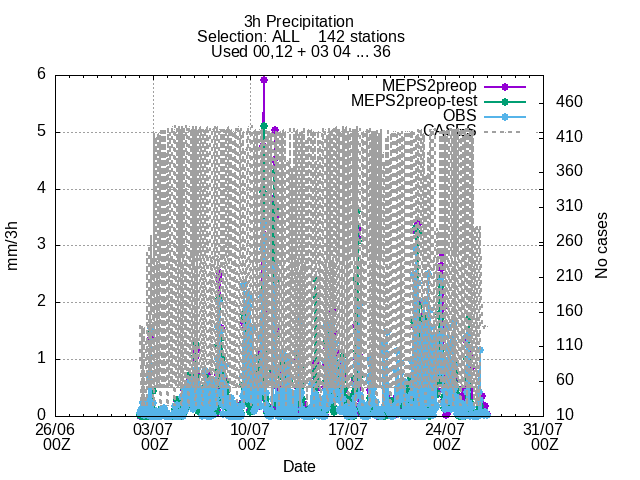 3h Precipitation
Selection: ALL 142 stations
Used 00,12 + 03 04 ... 36
MEPS2preop
MEPS2preop-test
OBS
CASES
6
5
4
3
2
1
0
mm/3h
460
410
360
310
260
210
160
110
60
10
No cases
26/06 03/07 10/07 17/07 24/07 31/07
00Z 00Z 00Z 00Z 00Z 00Z
Date